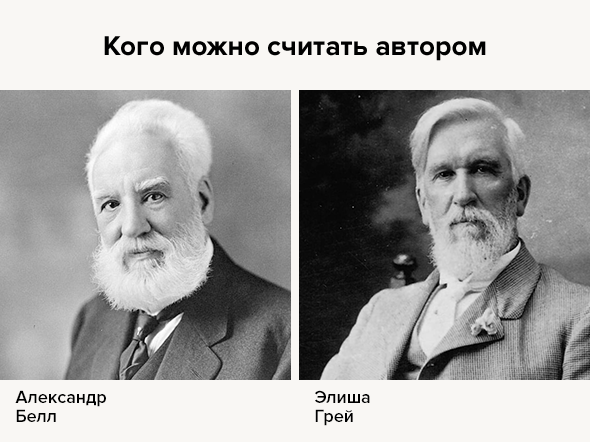 Кого можно считать автором
Александр
Белл
Элиша
Грей